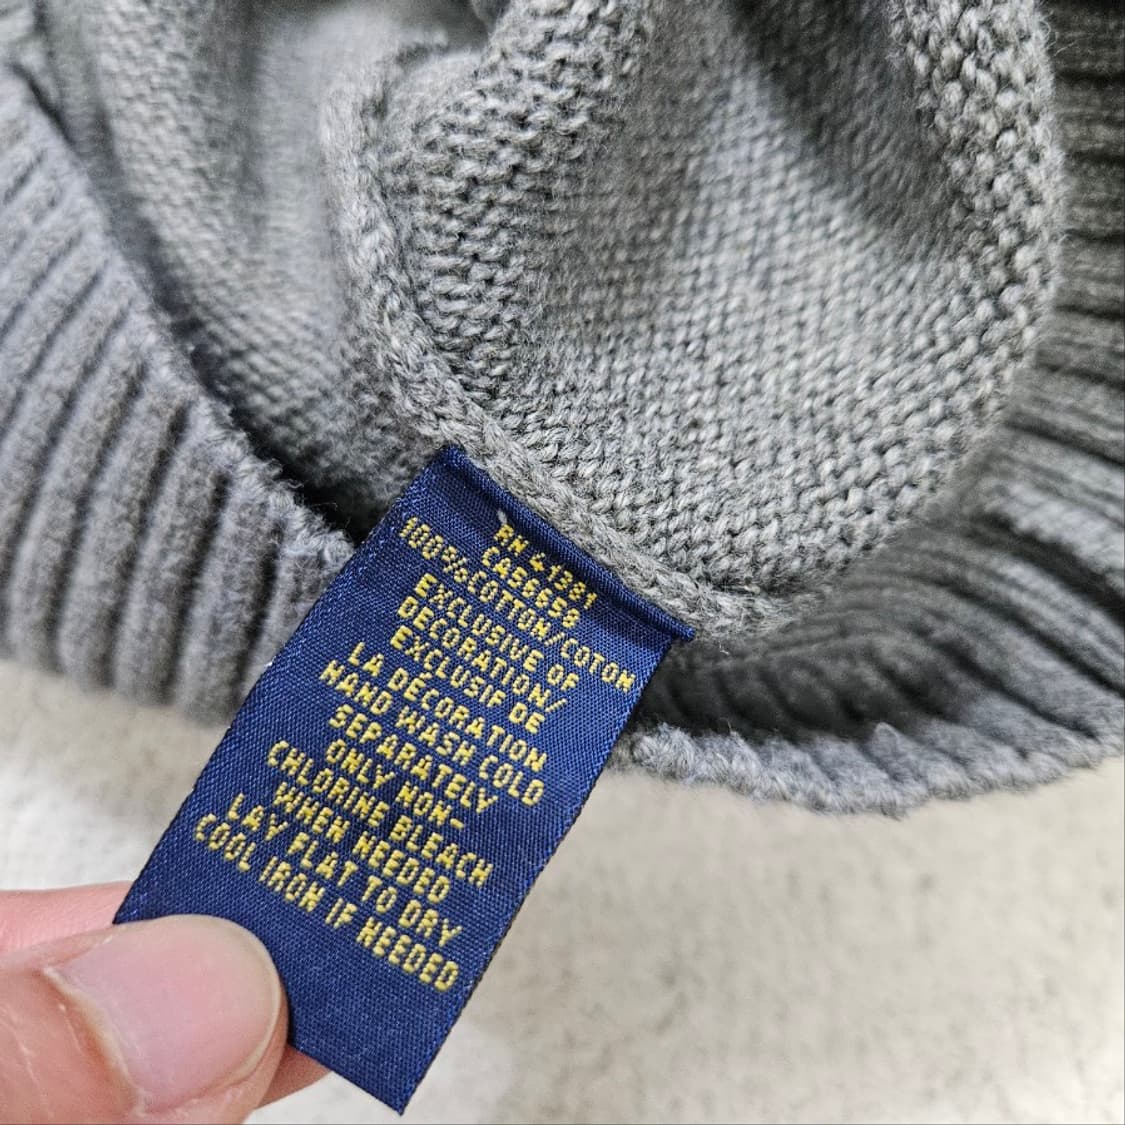 RN 41381
CA56658
100% COTTON/COTON
EXCLUSIVE OF
DECORATION/
EXCLUSIF DE
LA DECORATION
HAND WASH COLD
SEPARATELY
ONLY NON-
CHLORINE BLEACH
WHEN NEEDED
LAY FLAT TO DRY
COOL IRON IF NEEDED